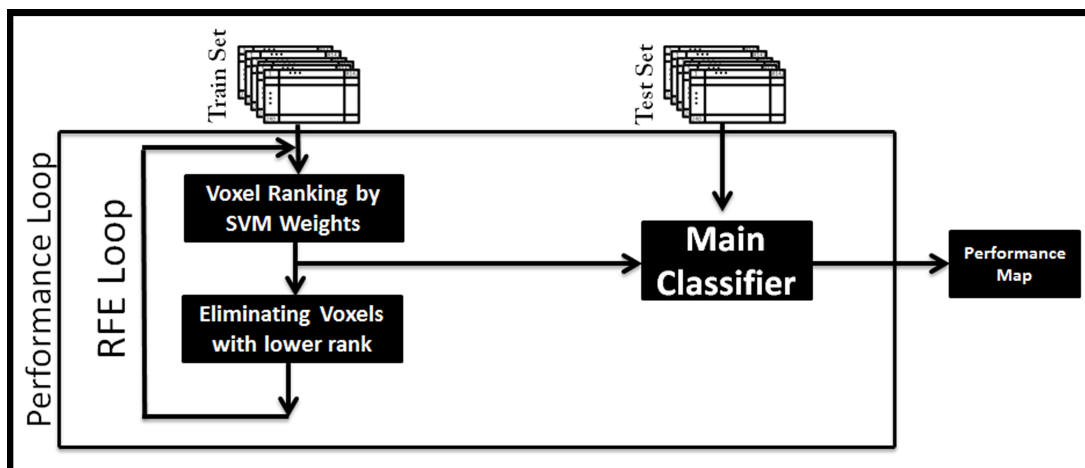 Train Set
Test Set
Performance Loop
RFE Loop
Voxel Ranking by
SVM Weights
Main
Classifier
Performance
Map
Eliminating Voxels
with lower rank